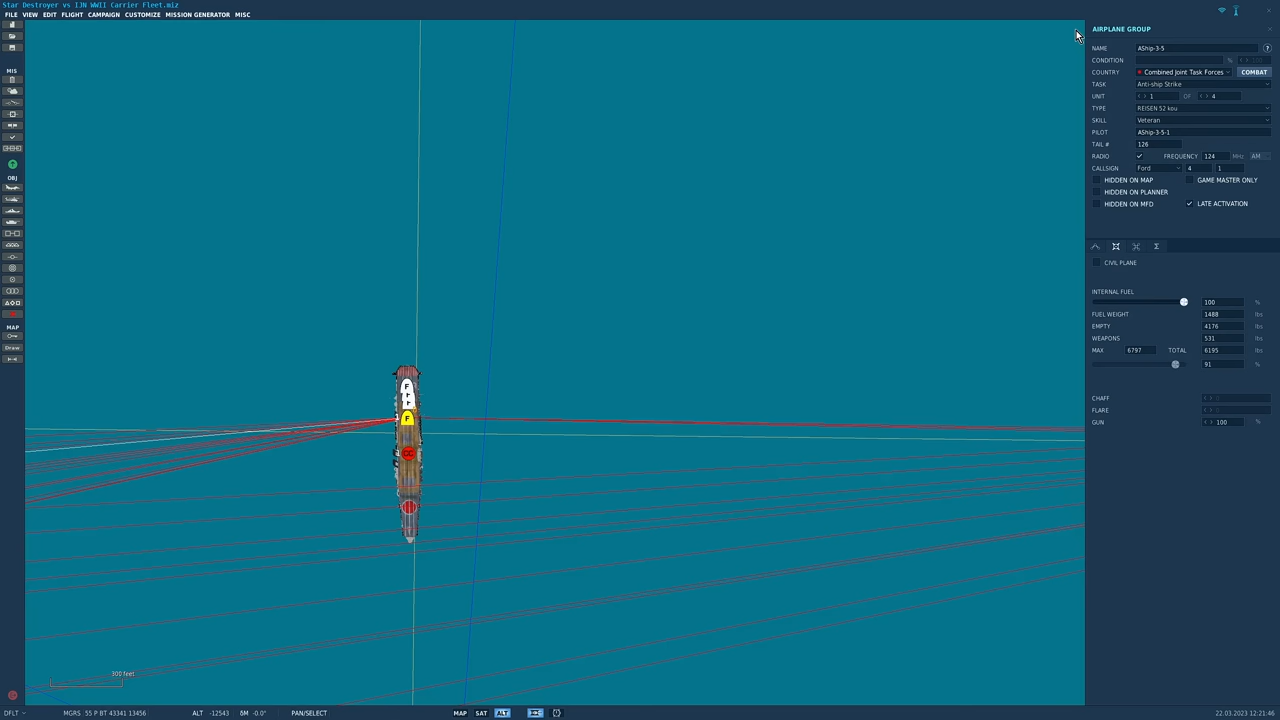 Star Destroyer vs IJN WWII Carrier Fleet.miz
FILE VIEW EDIT FLIGHT CAMPAIGN CUSTOMIZE MISSION GENERATOR MISC
MIS
OBJ
MAP
Draw
F
F
300 feet
AIRPLANE GROUP
NAME AShip-3-5 ?
CONDITION %
COUNTRY Combined Joint Task Forces COMBAT
TASK Anti-ship Strike
UNIT < > 1 OF < > 4
TYPE REISEN 52 kou
SKILL Veteran
PILOT AShip-3-5-1
TAIL # 126
RADIO FREQUENCY 124 MHz AM
CALLSIGN Ford 4 1
HIDDEN ON MAP GAME MASTER ONLY
HIDDEN ON PLANNER
HIDDEN ON MFD LATE ACTIVATION
CIVIL PLANE
INTERNAL FUEL 100 %
FUEL WEIGHT 1488 lbs
EMPTY 4176 lbs
WEAPONS 531 lbs
MAX 6797 TOTAL 6195 lbs
91 %
CHAFF < >
FLARE < >
GUN < > 100 %
DFLT MGRS 55 P BT 43341 13456 ALT -12543 δM -0.0° PAN/SELECT MAP SAT ALT 22.03.2023 12:21:46